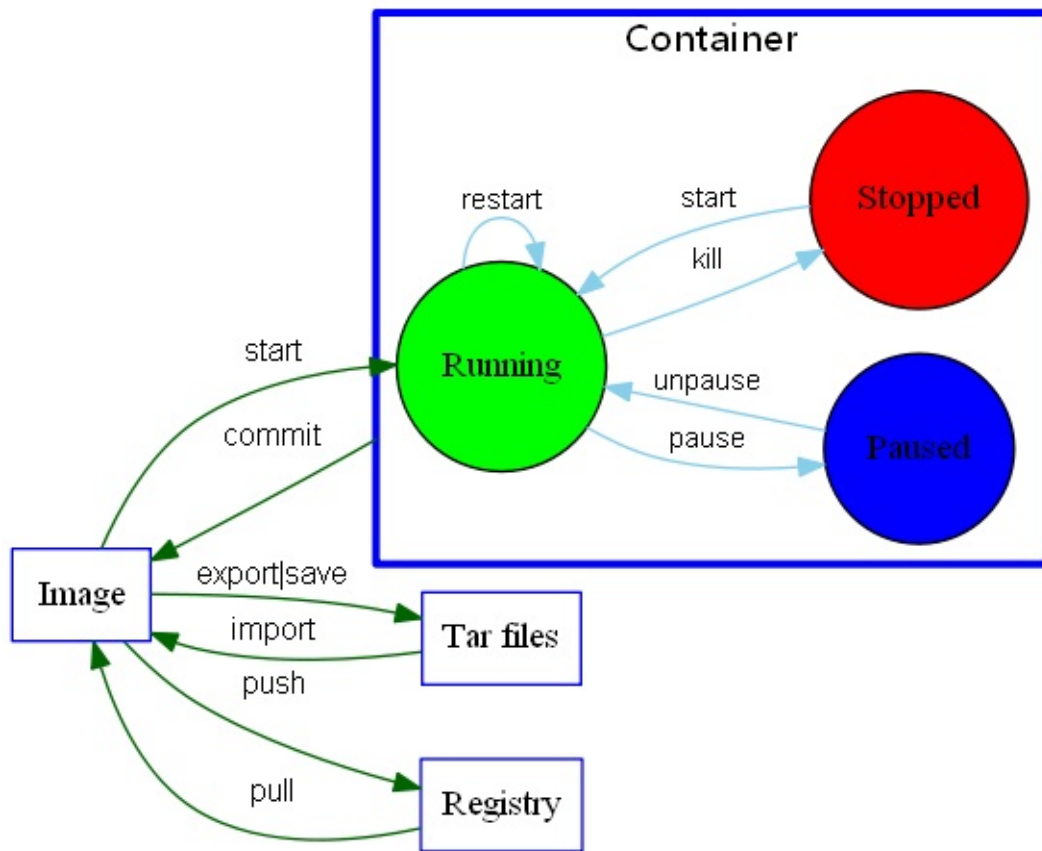 Container
restart
start
Stopped
kill
start
Running
unpause
commit
pause
Paused
export|save
Image
import
Tar files
push
pull
Registry